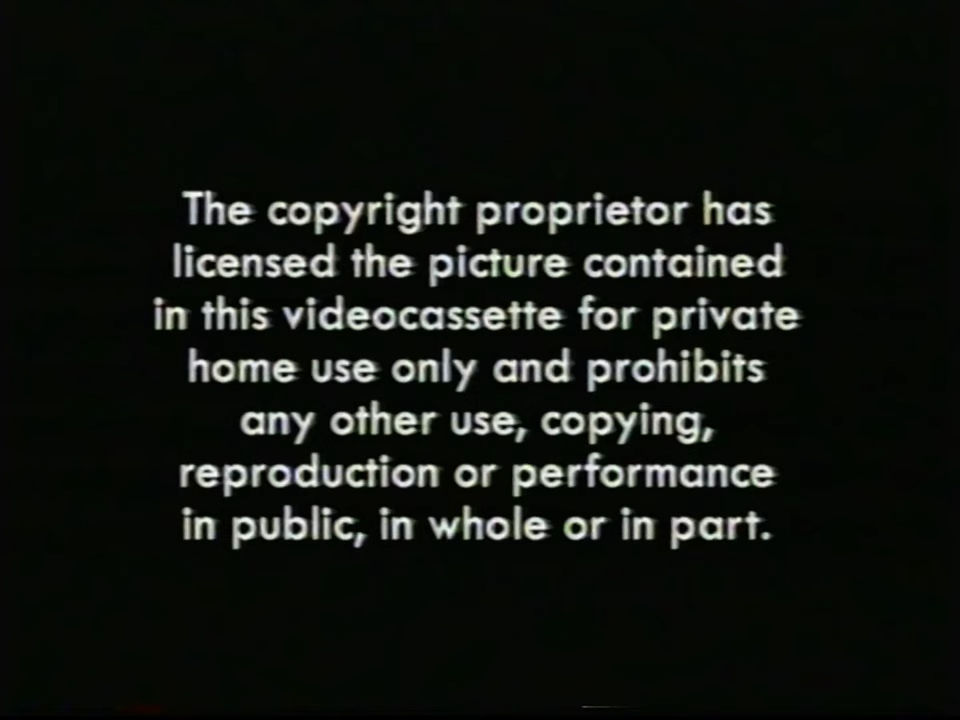 The copyright proprietor has
licensed the picture contained
in this videocassette for private
home use only and prohibits
any other use, copying,
reproduction or performance
in public, in whole or in part.